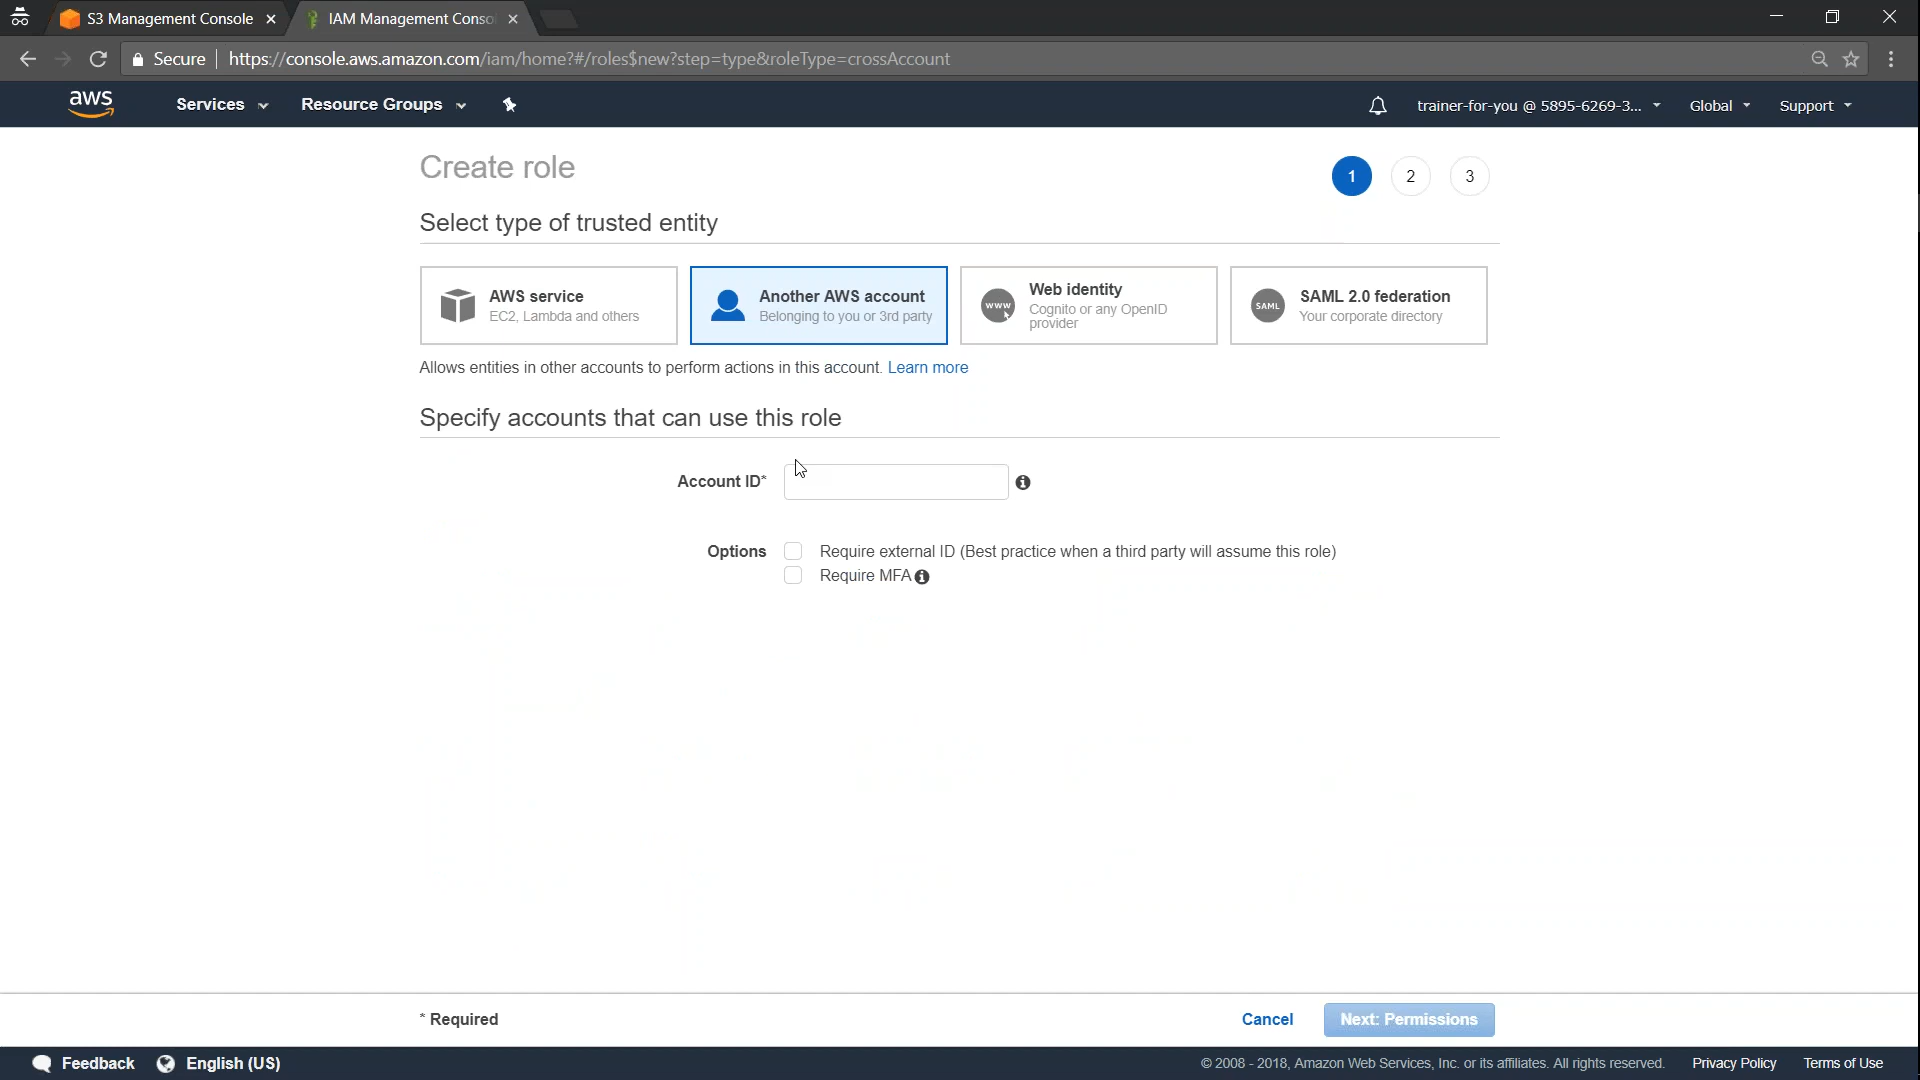 S3 Management Console
IAM Management Conso
Secure
https://console.aws.amazon.com/iam/home?#/roles$new?step=type&roleType=crossAccount
aws
Services
Resource Groups
trainer-for-you @ 5895-6269-3...
Global
Support
Create role
1
2
3
Select type of trusted entity
AWS service
EC2, Lambda and others
Another AWS account
Belonging to you or 3rd party
www
Web identity
Cognito or any OpenID
provider
SAML
SAML 2.0 federation
Your corporate directory
Allows entities in other accounts to perform actions in this account. Learn more
Specify accounts that can use this role
Account ID*
Options
Require external ID (Best practice when a third party will assume this role)
Require MFA
* Required
Cancel
Next: Permissions
Feedback
English (US)
© 2008 - 2018, Amazon Web Services, Inc. or its affiliates. All rights reserved.
Privacy Policy
Terms of Use